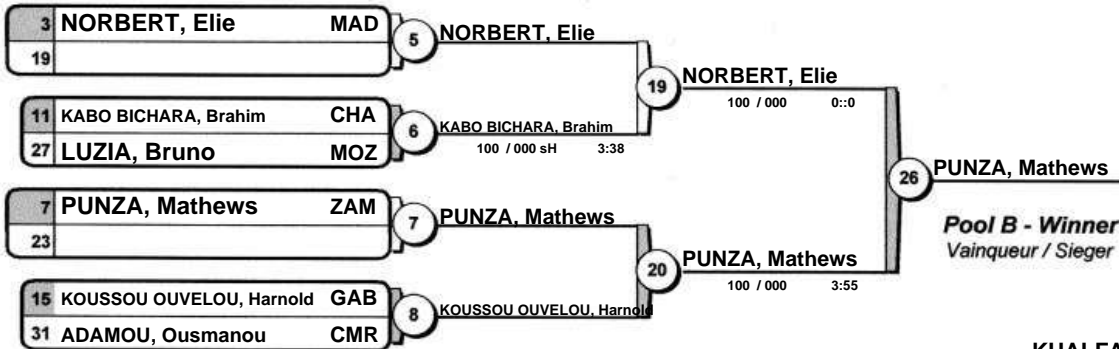 3 NORBERT, Elie MAD
19
5 NORBERT, Elie
11 KABO BICHARA, Brahim CHA
27 LUZIA, Bruno MOZ
6 KABO BICHARA, Brahim
100 / 000 sH 3:38
19 NORBERT, Elie
100 / 000 0::0
7 PUNZA, Mathews ZAM
23
7 PUNZA, Mathews
15 KOUSSOU OUVELOU, Harnold GAB
31 ADAMOU, Ousmanou CMR
8 KOUSSOU OUVELOU, Harnold
20 PUNZA, Mathews
100 / 000 3:55
26 PUNZA, Mathews
Pool B - Winner
Vainqueur / Sieger